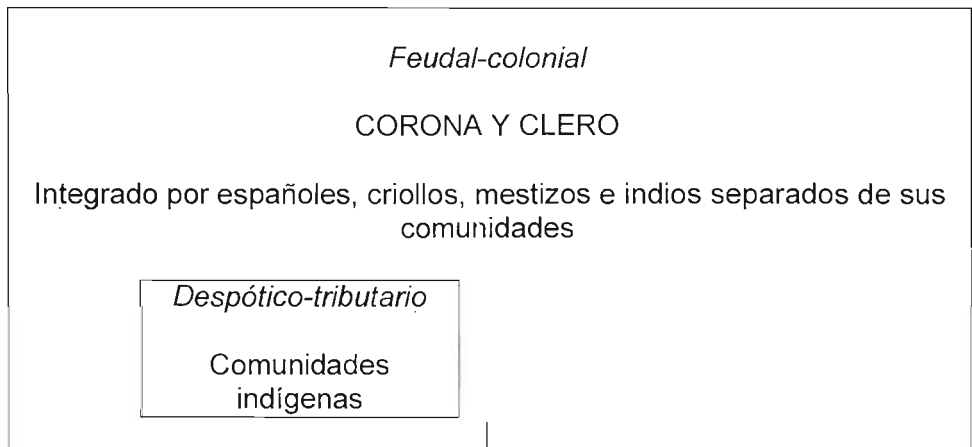 Feudal-colonial
CORONA Y CLERO
Integrado por españoles, criollos, mestizos e indios separados de sus
comunidades
Despótico-tributario
Comunidades
indígenas